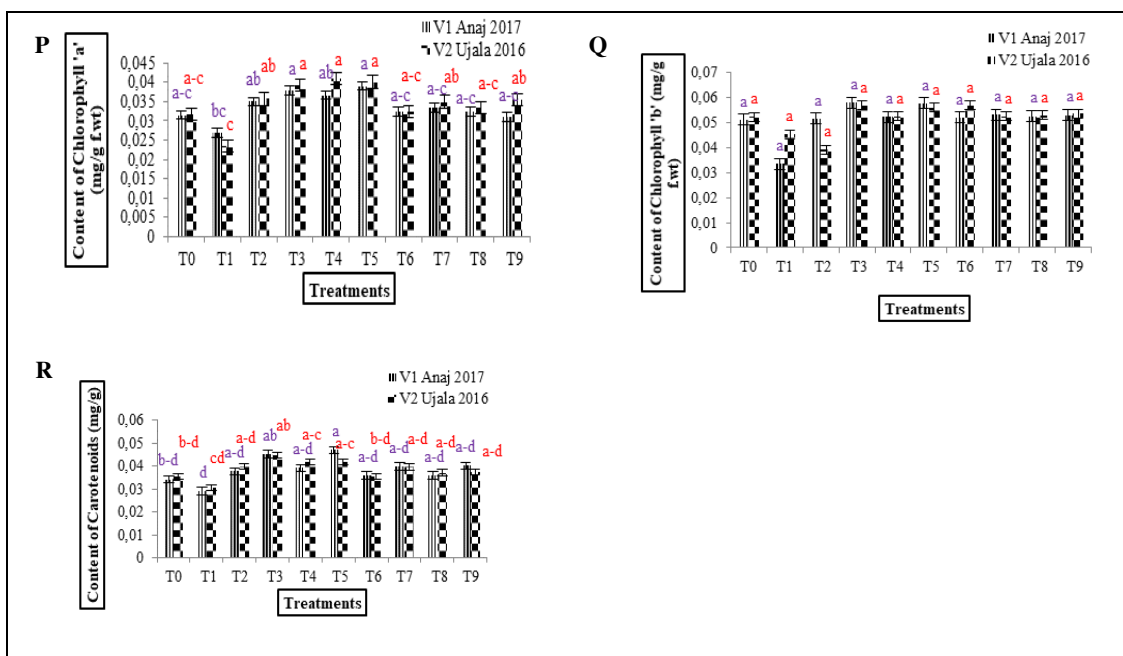 P
V1 Anaj 2017
V2 Ujala 2016
Content of Chlorophyll 'a'
(mg/g f.wt)
0,045
0,04
0,035
0,03
0,025
0,02
0,015
0,01
0,005
0
a-c a-c bc c ab ab a a ab a a a a-c a-c a-c ab a-c a-c a-c ab
T0 T1 T2 T3 T4 T5 T6 T7 T8 T9
Treatments
Q
V1 Anaj 2017
V2 Ujala 2016
Content of Chlorophyll 'b' (mg/g
f.wt)
0,07
0,06
0,05
0,04
0,03
0,02
0,01
0
a a a a a a a a a a a a a a a a a a a a
T0 T1 T2 T3 T4 T5 T6 T7 T8 T9
Treatments
R
V1 Anaj 2017
V2 Ujala 2016
Content of Carotenoids (mg/g)
0,06
0,05
0,04
0,03
0,02
0,01
0
b-d b-d d cd a-d a-d ab ab a-d a-c a a-c a-d b-d a-d a-d a-d a-d a-d a-d
T0 T1 T2 T3 T4 T5 T6 T7 T8 T9
Treatments